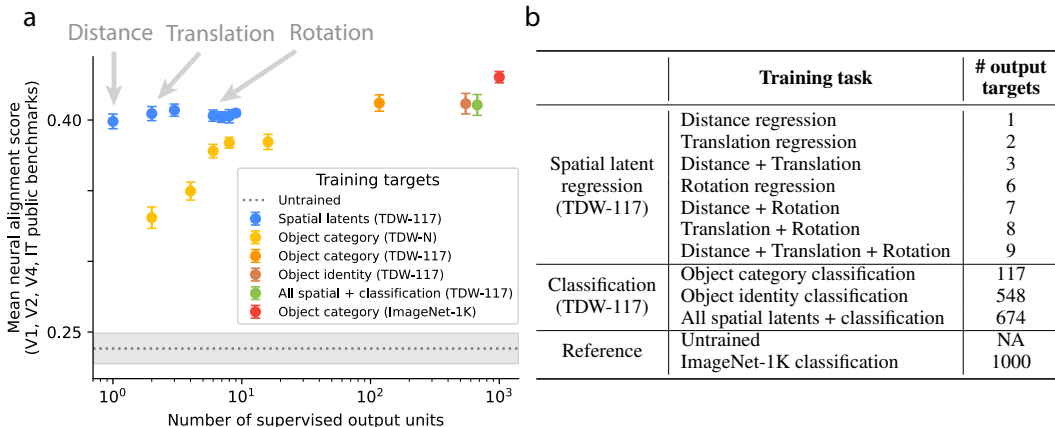 a
Distance
Translation
Rotation
Mean neural alignment score
(V1, V2, V4, IT public benchmarks)
0.40
0.25
Training targets
Untrained
Spatial latents (TDW-117)
Object category (TDW-N)
Object category (TDW-117)
Object identity (TDW-117)
All spatial + classification (TDW-117)
Object category (ImageNet-1K)
10⁰
10¹
10²
10³
Number of supervised output units
b
Training task
# output
targets
Spatial latent
regression
(TDW-117)
Distance regression 1
Translation regression 2
Distance + Translation 3
Rotation regression 6
Distance + Rotation 7
Translation + Rotation 8
Distance + Translation + Rotation 9
Classification
(TDW-117)
Object category classification 117
Object identity classification 548
All spatial latents + classification 674
Reference
Untrained NA
ImageNet-1K classification 1000